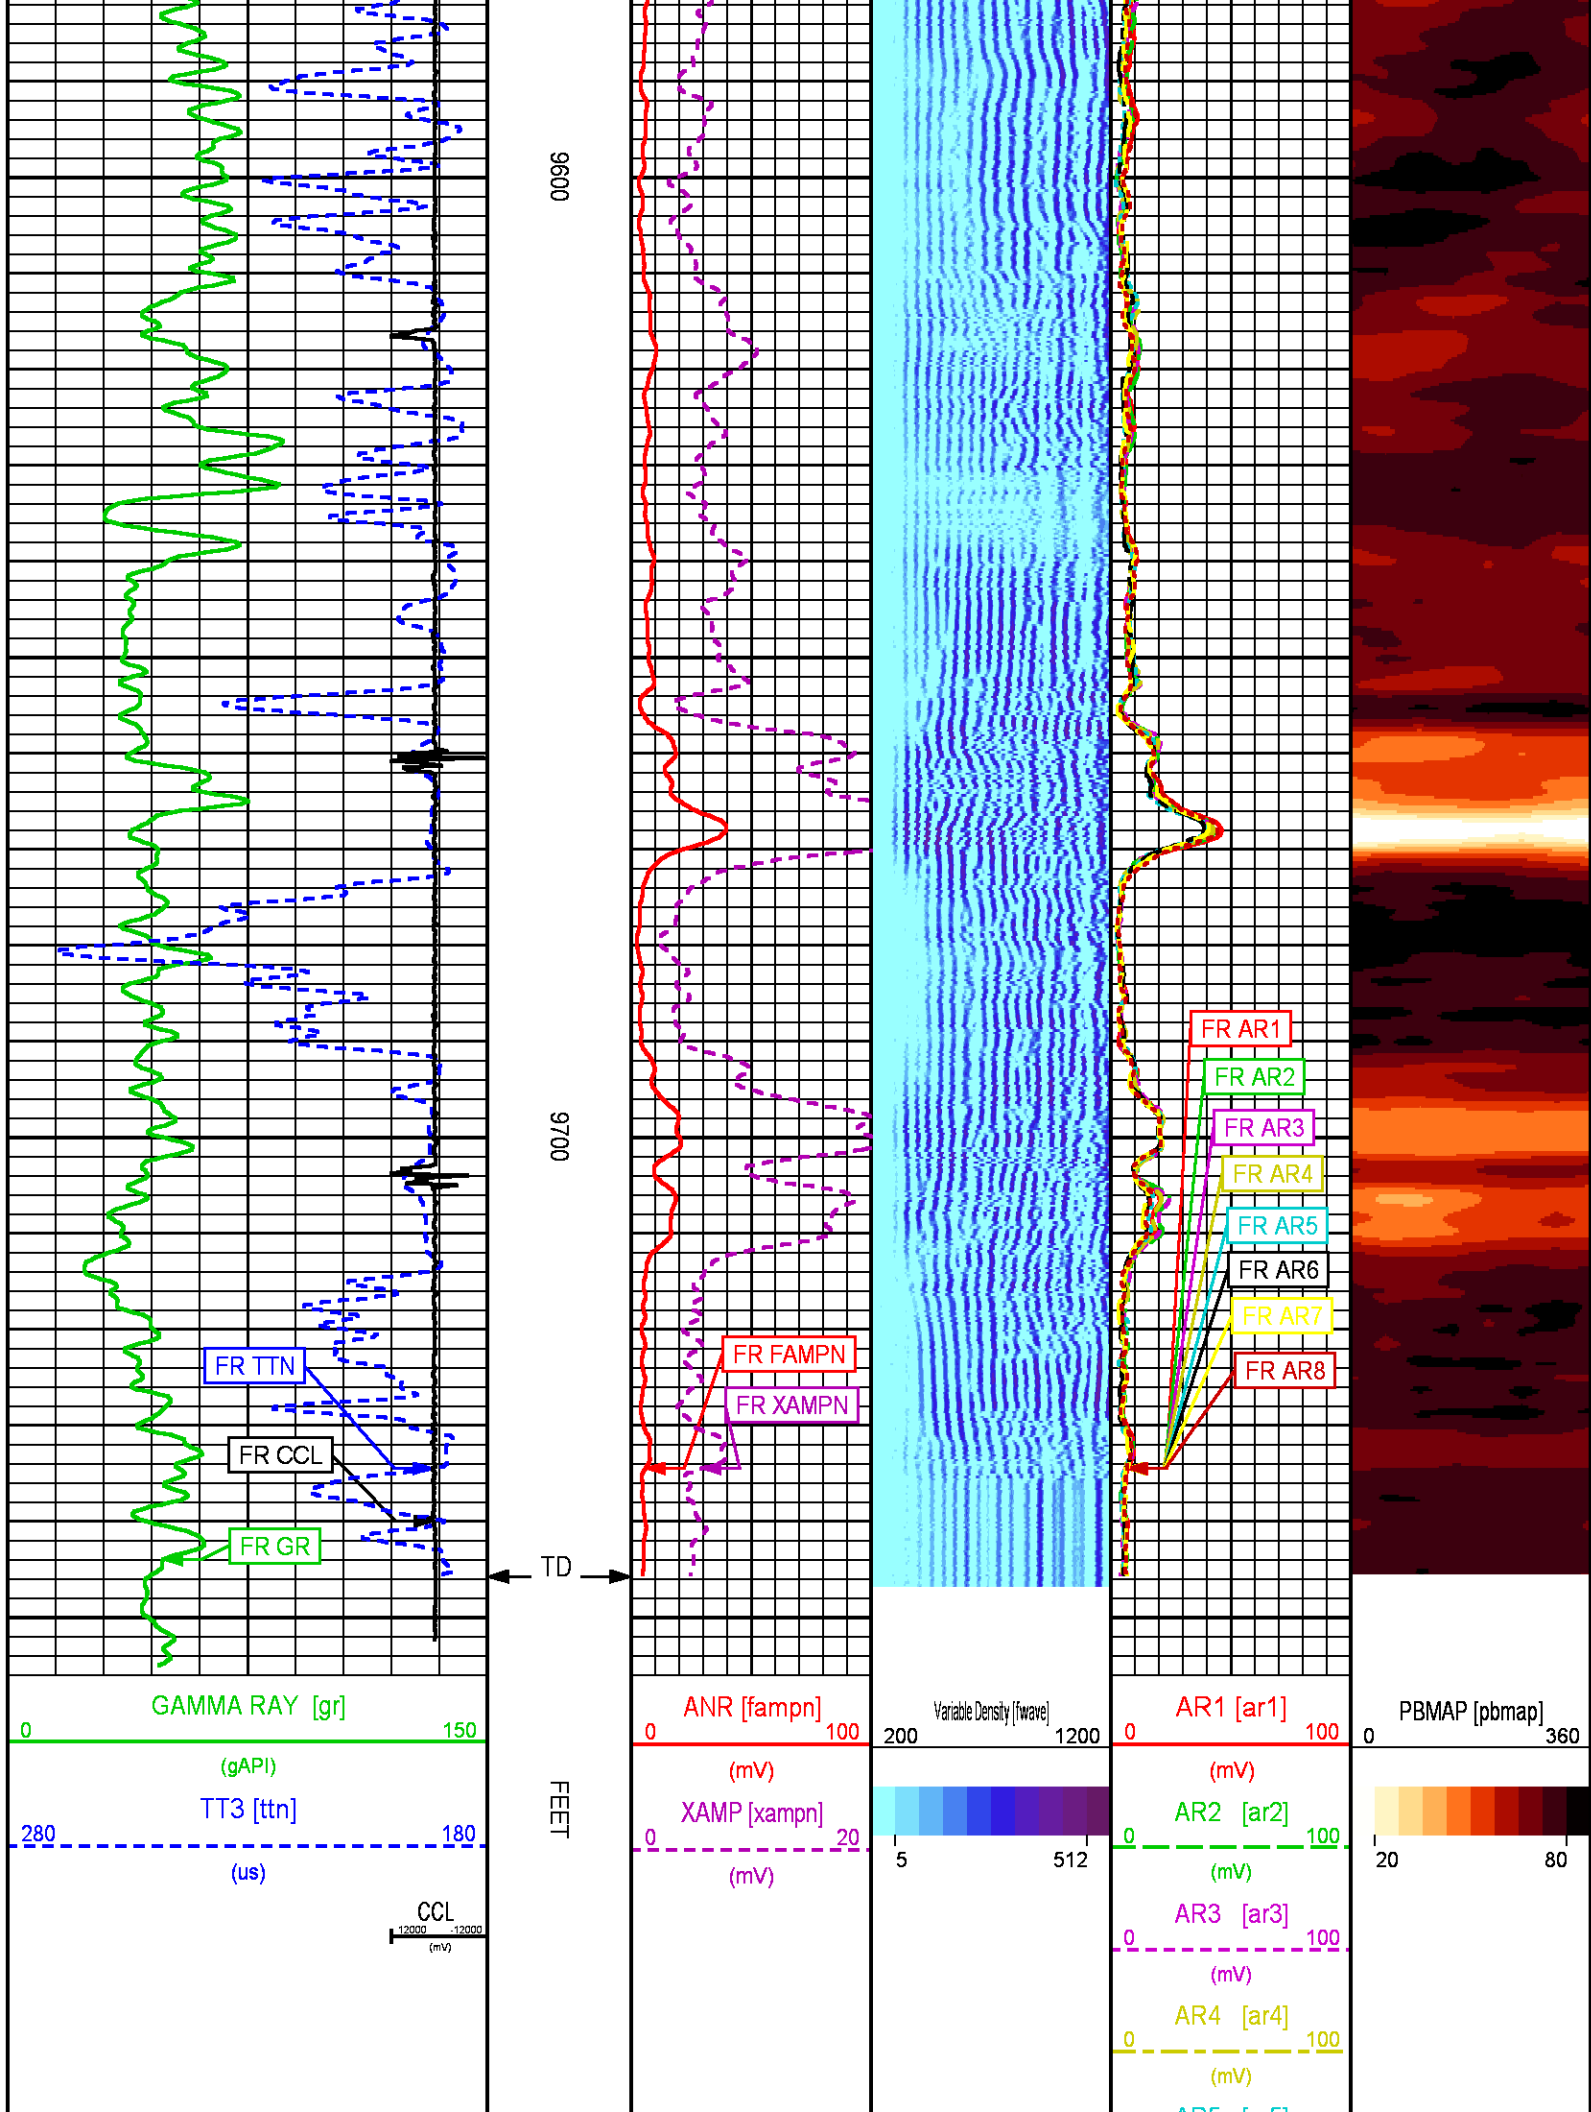 9600
9700
FR AR1
FR AR2
FR AR3
FR AR4
FR AR5
FR AR6
FR AR7
FR AR8
FR TTN
FR FAMPN
FR XAMPN
FR CCL
FR GR
TD
GAMMA RAY [gr]
0 150
(gAPI)
TT3 [ttn]
280 180
(us)
CCL
12000 -12000
(mV)
FEET
ANR [fampn]
0 100
(mV)
XAMP [xampn]
0 20
(mV)
Variable Density [fwave]
200 1200
5 512
AR1 [ar1]
0 100
(mV)
AR2 [ar2]
0 100
(mV)
AR3 [ar3]
0 100
(mV)
AR4 [ar4]
0 100
(mV)
PBMAP [pbmap]
0 360
20 80